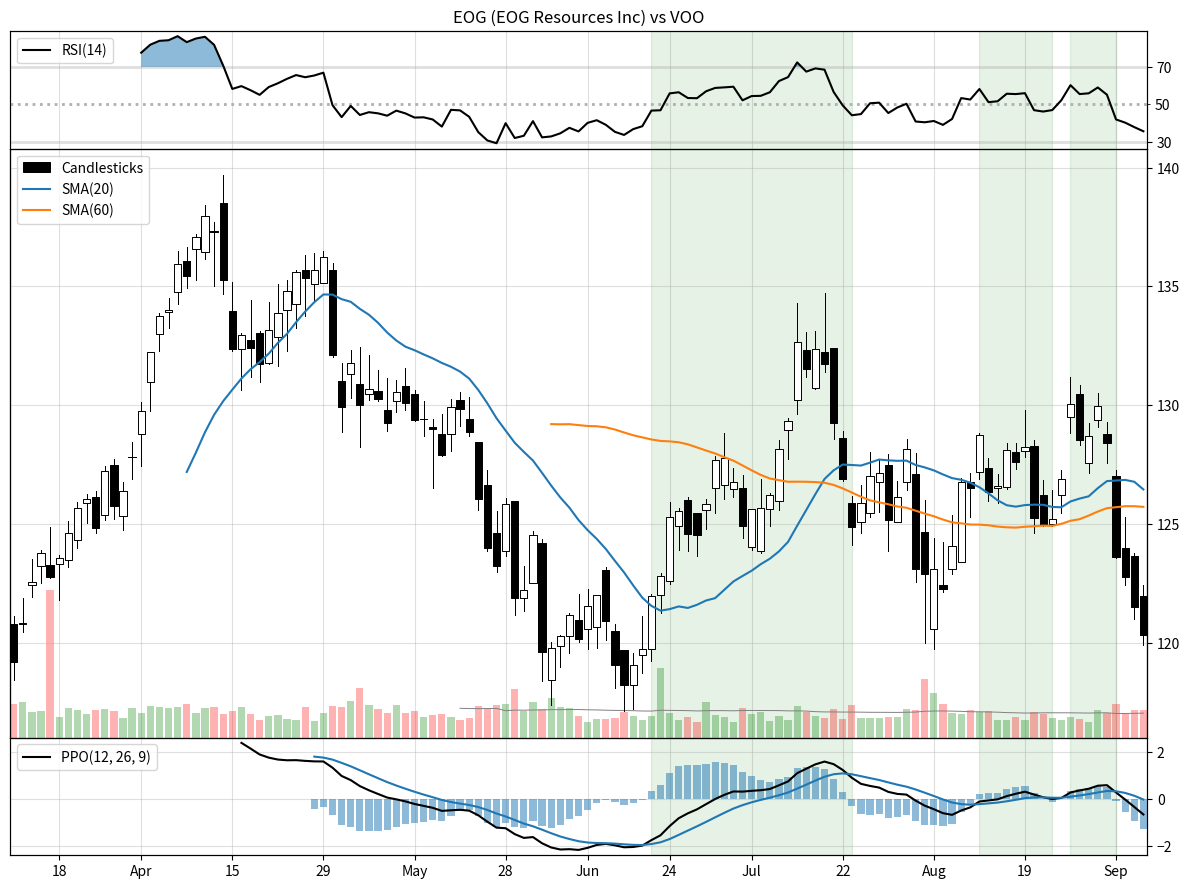 EOG (EOG Resources Inc) vs VOO
RSI(14)
70
50
30
Candlesticks
SMA(20)
SMA(60)
140
135
130
125
120
PPO(12, 26, 9)
2
0
−2
18 Apr 15 29 May 28 Jun 24 Jul 22 Aug 19 Sep